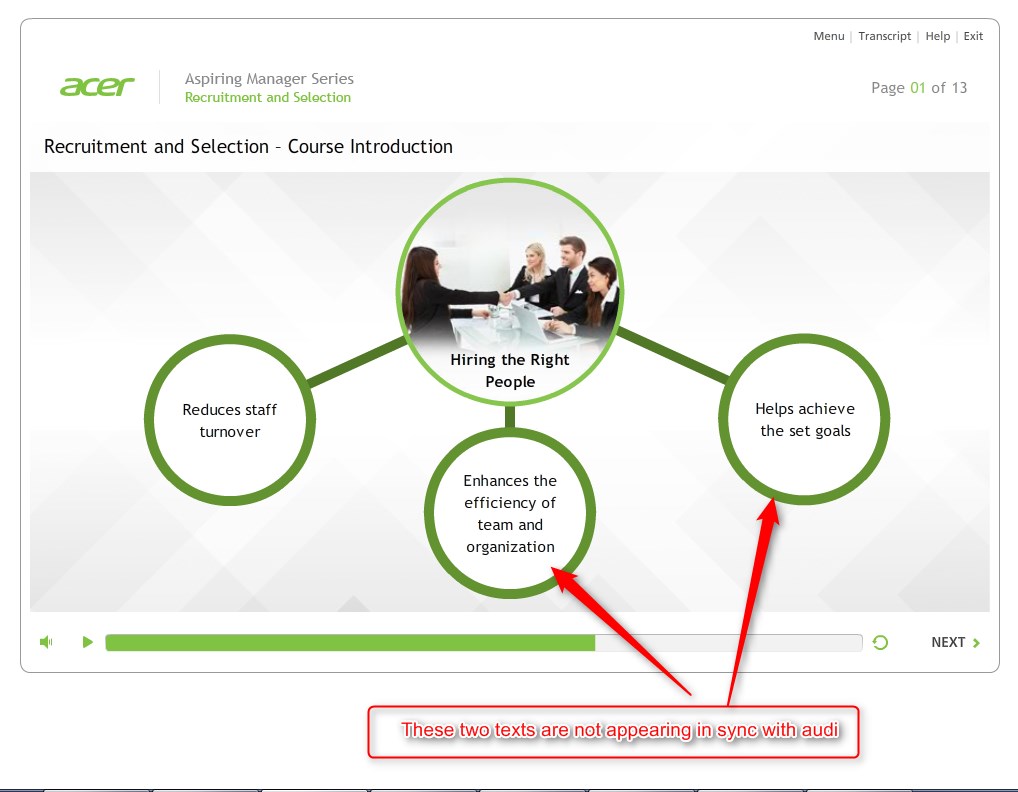 Menu | Transcript | Help | Exit
acer
Aspiring Manager Series
Recruitment and Selection
Page 01 of 13
Recruitment and Selection – Course Introduction
Hiring the Right
People
Reduces staff
turnover
Enhances the
efficiency of
team and
organization
Helps achieve
the set goals
NEXT
These two texts are not appearing in sync with audi